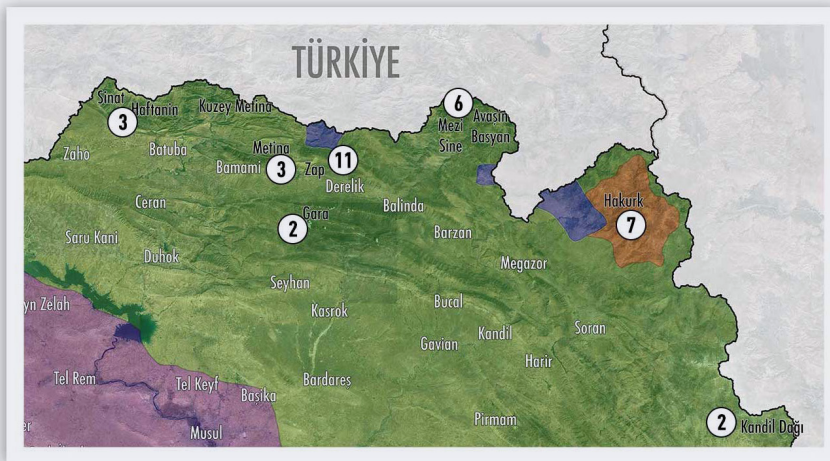 TÜRKİYE
Sinat
Haftanin
3
Kuzey Metina
6
Avaşin
Mezi
Basyan
Sine
Zaho
Batuba
Metina
Bamami
3
Zap
11
Derelik
Ceran
Gara
2
Balinda
Hakurk
7
Saru Kani
Duhok
Barzan
Megazor
Seyhan
Kasrok
Bucal
Gavian
Kandil
Soran
Harir
yn Zelah
Tel Rem
Tel Keyf
Başika
Bardareş
Musul
Pirmam
2
Kandil Dağı